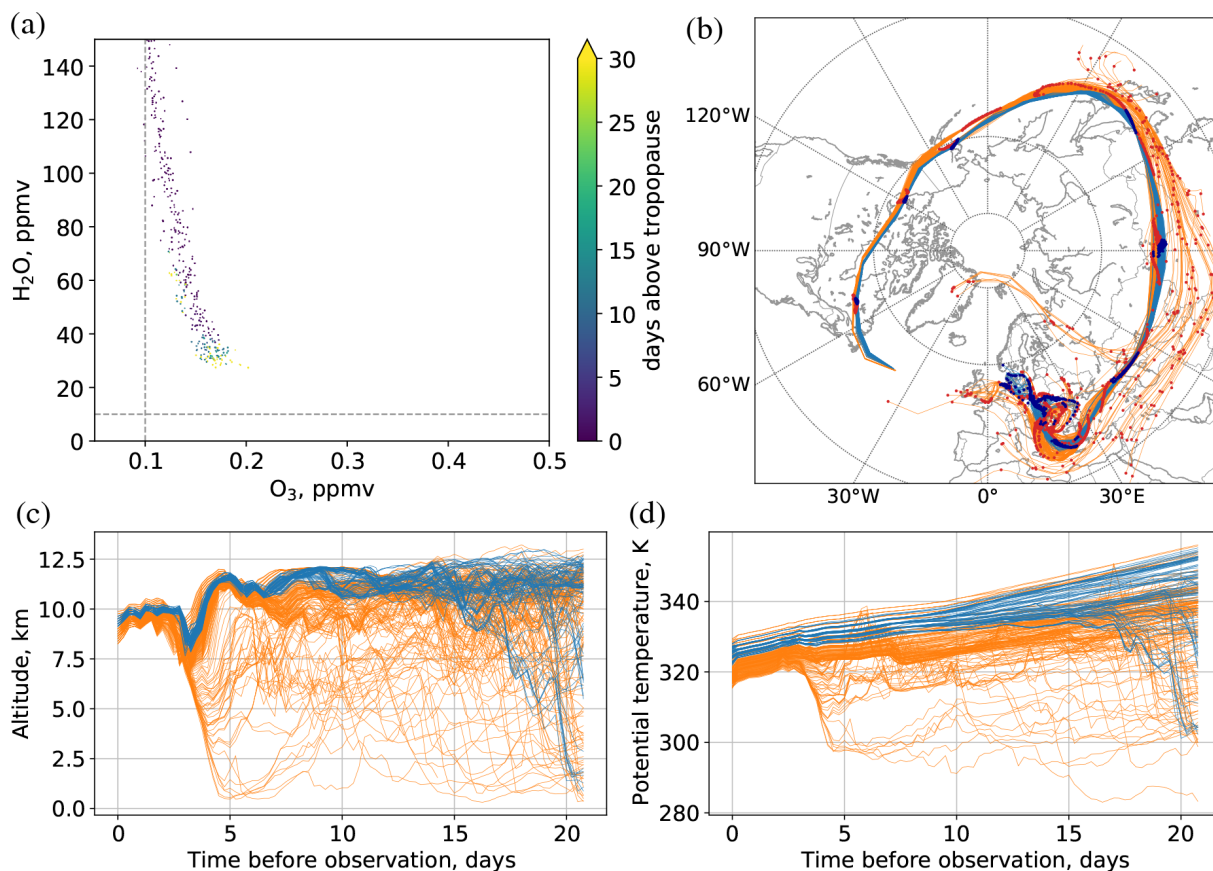 (a)
140
120
100
80
60
40
20
0
H₂O, ppmv
0.1 0.2 0.3 0.4 0.5
O₃, ppmv
30
25
20
15
10
5
0
days above tropopause
(b)
120°W
90°W
60°W
30°W 0° 30°E
(c)
12.5
10.0
7.5
5.0
2.5
0.0
Altitude, km
0 5 10 15 20
Time before observation, days
(d)
340
320
300
280
Potential temperature, K
0 5 10 15 20
Time before observation, days